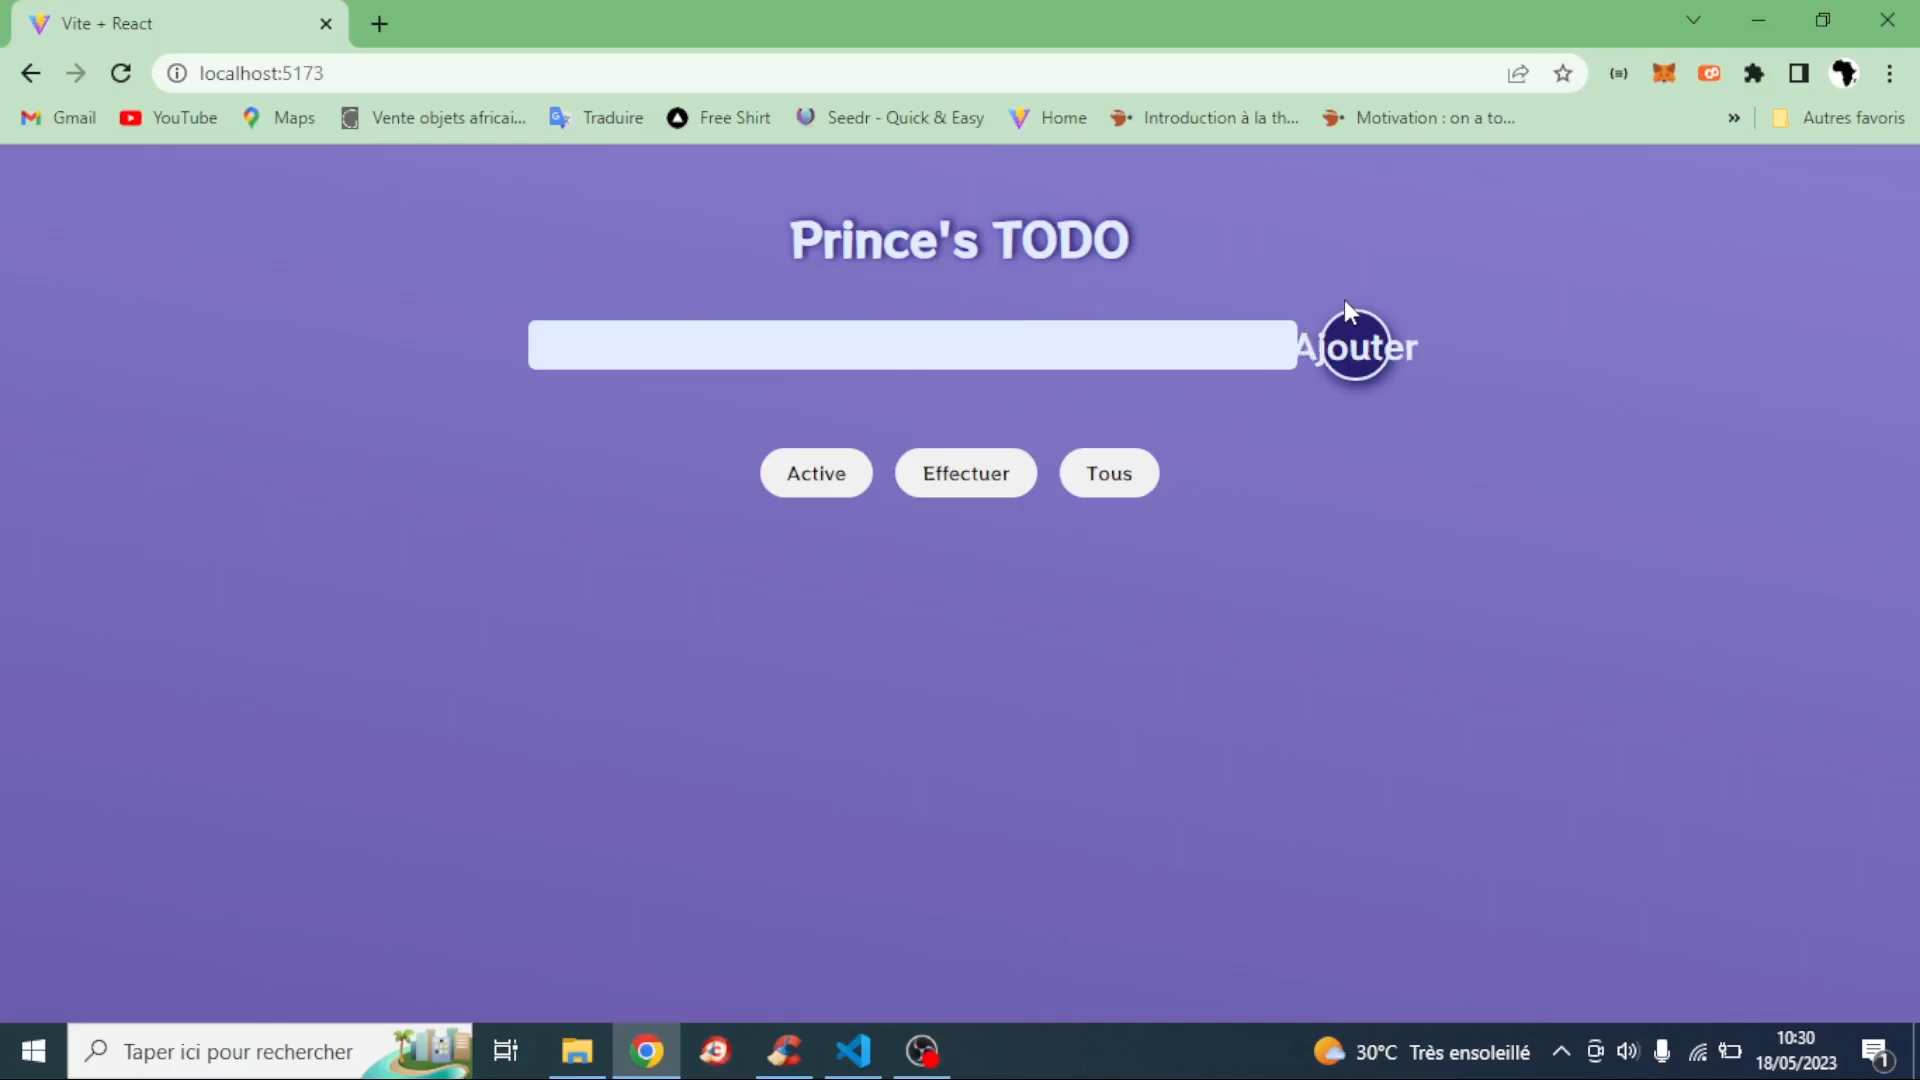 Vite + React
localhost:5173
Gmail
YouTube
Maps
Vente objets africai...
Traduire
Free Shirt
Seedr - Quick & Easy
Home
Introduction à la th...
Motivation : on a to...
»
Autres favoris
Prince's TODO
Ajouter
Active
Effectuer
Tous
Taper ici pour rechercher
30°C Très ensoleillé
10:30
18/05/2023
1